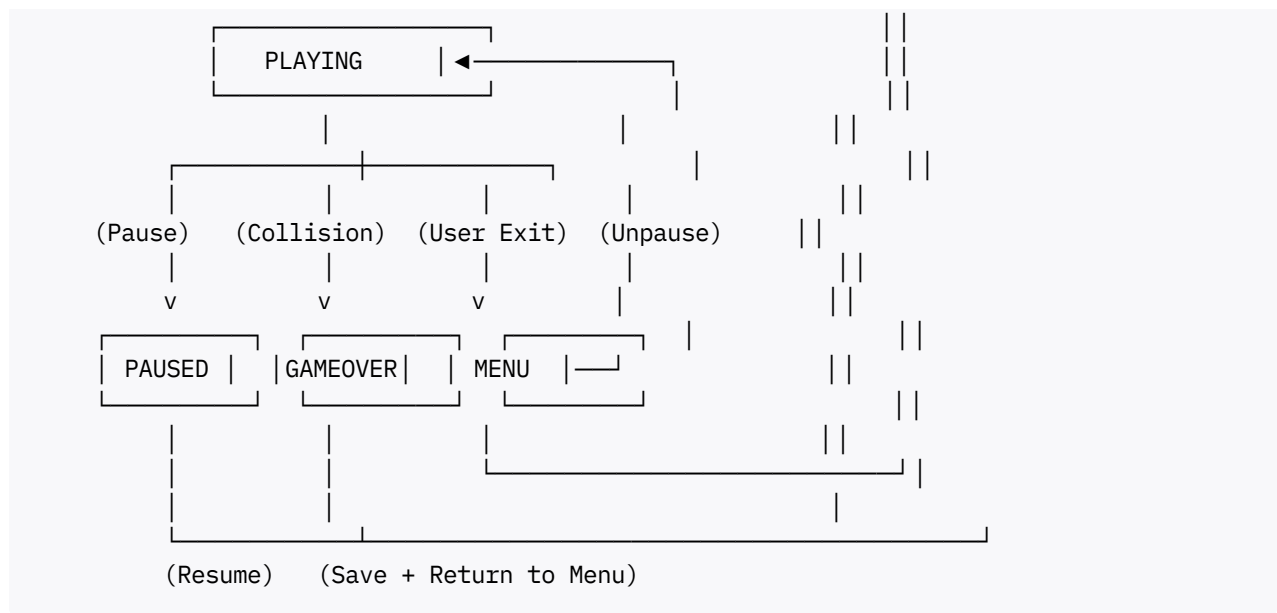 PLAYING
(Pause) (Collision) (User Exit) (Unpause)
v v v
PAUSED GAMEOVER MENU
(Resume) (Save + Return to Menu)